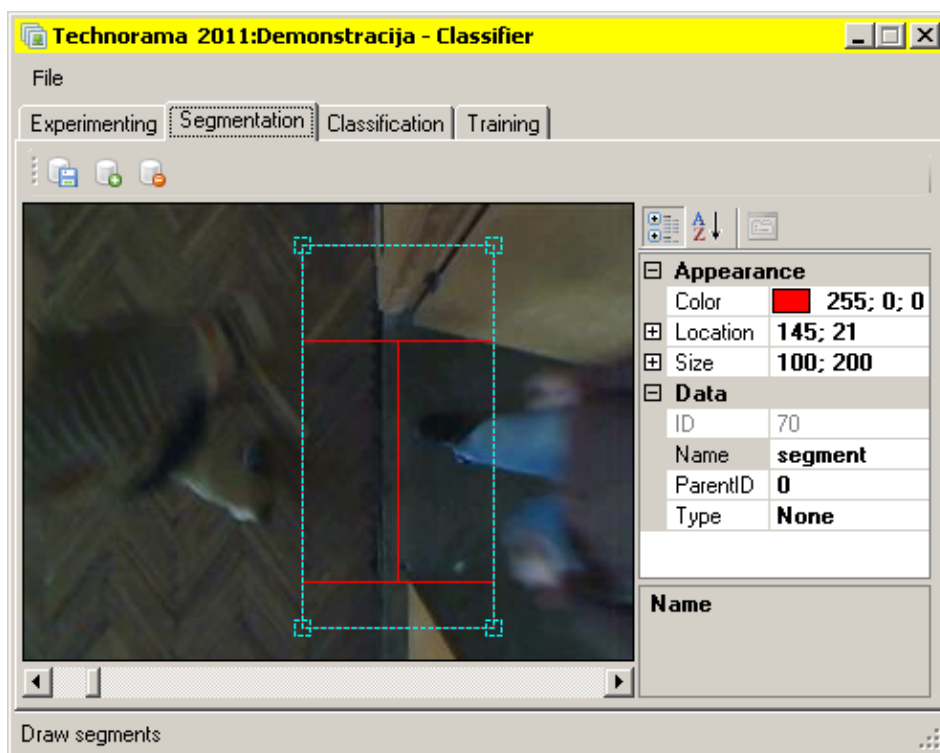 Technorama 2011:Demonstracija - Classifier
File
Experimenting Segmentation Classification Training
Appearance
Color 255; 0; 0
Location 145; 21
Size 100; 200
Data
ID 70
Name segment
ParentID 0
Type None
Name
Draw segments